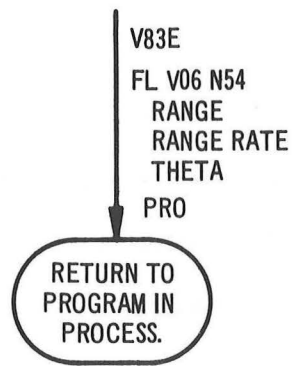 V83E
FL V06 N54
RANGE
RANGE RATE
THETA
PRO
RETURN TO
PROGRAM IN
PROCESS.